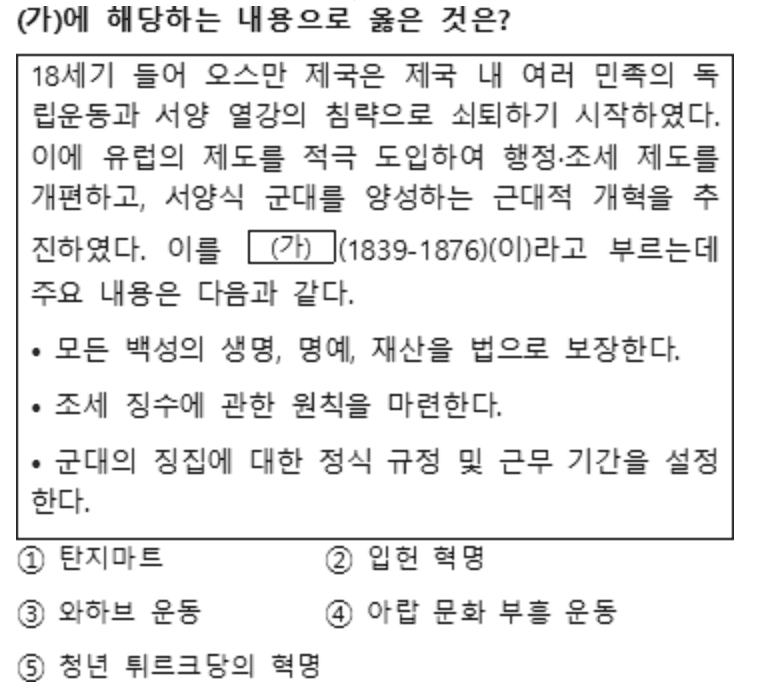 (가)에 해당하는 내용으로 옳은 것은?
18세기 들어 오스만 제국은 제국 내 여러 민족의 독
립운동과 서양 열강의 침략으로 쇠퇴하기 시작하였다.
이에 유럽의 제도를 적극 도입하여 행정·조세 제도를
개편하고, 서양식 군대를 양성하는 근대적 개혁을 추
진하였다. 이를 (가) (1839-1876)(이)라고 부르는데
주요 내용은 다음과 같다.
• 모든 백성의 생명, 명예, 재산을 법으로 보장한다.
• 조세 징수에 관한 원칙을 마련한다.
• 군대의 징집에 대한 정식 규정 및 근무 기간을 설정
한다.
① 탄지마트 ② 입헌 혁명
③ 와하브 운동 ④ 아랍 문화 부흥 운동
⑤ 청년 튀르크당의 혁명